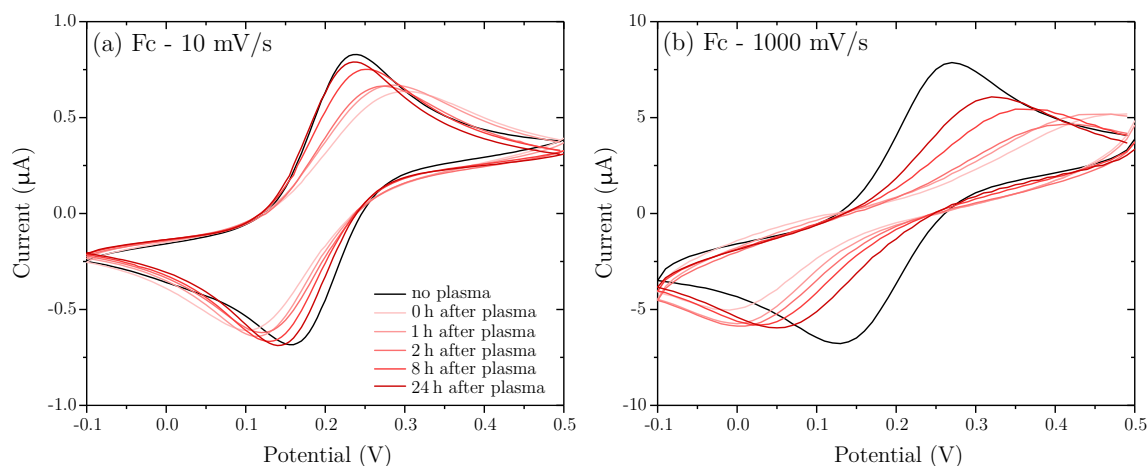 (a) Fc - 10 mV/s
1.0
0.5
0.0
-0.5
-1.0
Current (μA)
-0.1 0.0 0.1 0.2 0.3 0.4 0.5
Potential (V)
no plasma
0 h after plasma
1 h after plasma
2 h after plasma
8 h after plasma
24 h after plasma
(b) Fc - 1000 mV/s
10
5
0
-5
-10
Current (μA)
-0.1 0.0 0.1 0.2 0.3 0.4 0.5
Potential (V)